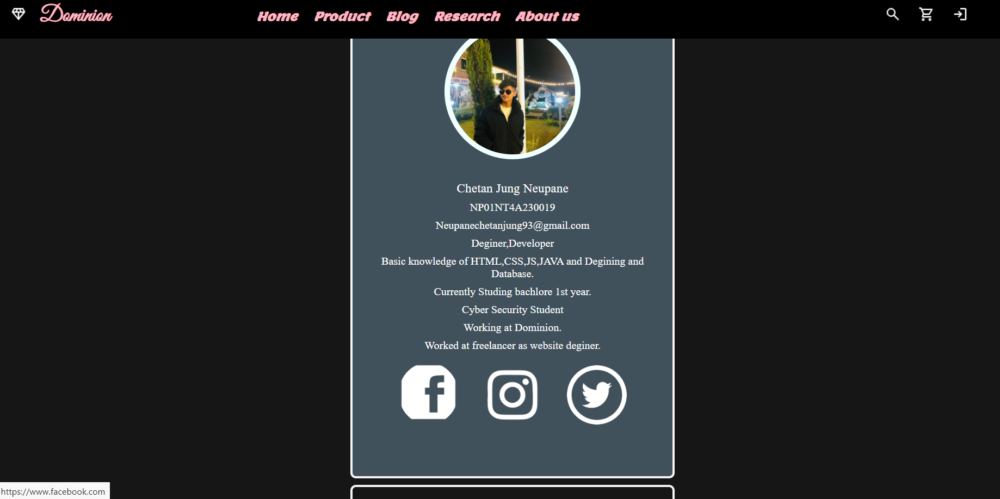 Dominion
Home Product Blog Research About us
FARM HOME
Chetan Jung Neupane
NP01NT4A230019
Neupanechetanjung93@gmail.com
Deginer,Developer
Basic knowledge of HTML,CSS,JS,JAVA and Degining and
Database.
Currently Studing bachlore 1st year.
Cyber Security Student
Working at Dominion.
Worked at freelancer as website deginer.
https://www.facebook.com